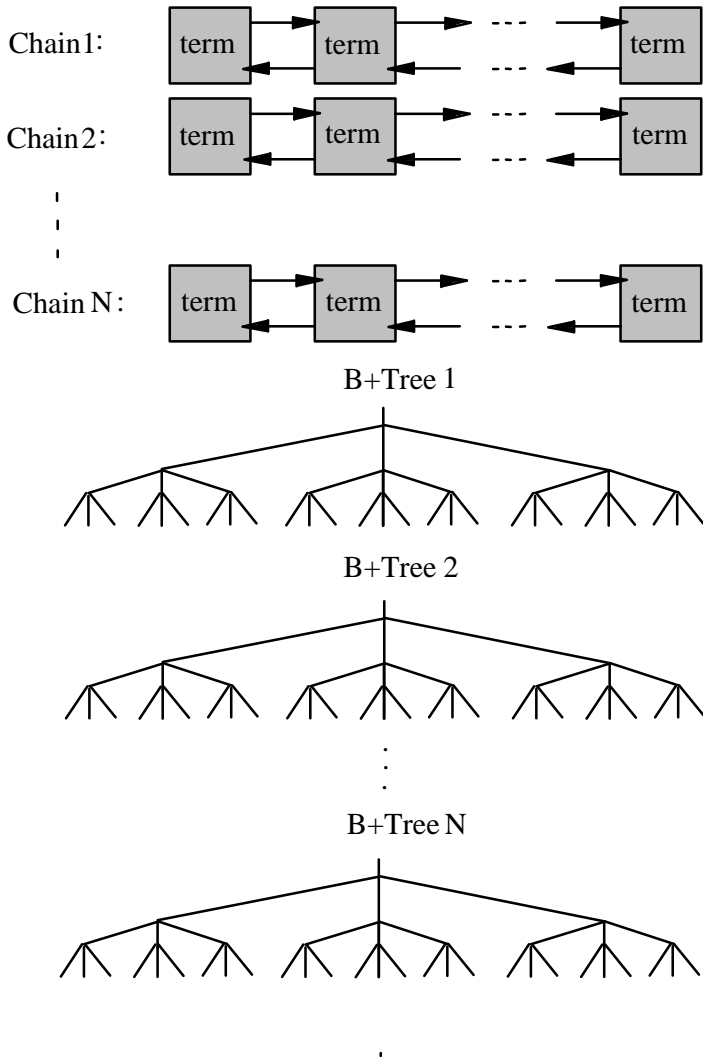 Chain1: term term term
Chain2: term term term
Chain N: term term term
B+Tree 1
B+Tree 2
B+Tree N